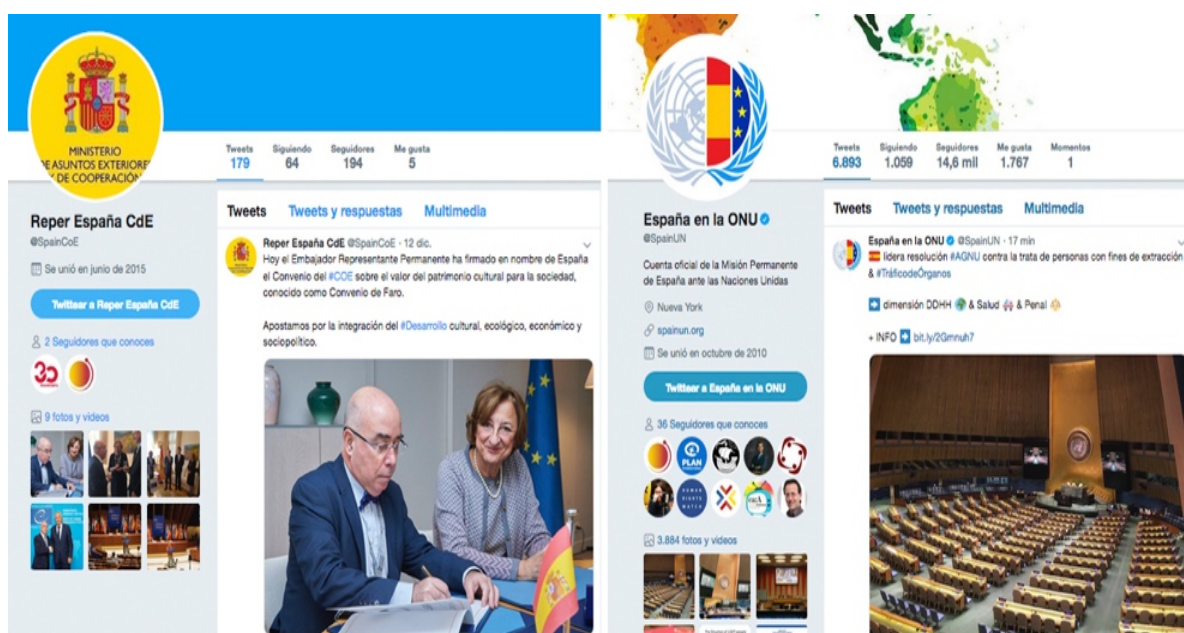 MINISTERIO
DE ASUNTOS EXTERIORES
Y DE COOPERACIÓN
Tweets Siguiendo Seguidores Me gusta
179 64 194 5
Reper España CdE
@SpainCoE
Se unió en junio de 2015
Twittear a Reper España CdE
2 Seguidores que conoces
9 fotos y videos
Tweets Tweets y respuestas Multimedia
Reper España CdE @SpainCoE · 12 dic.
Hoy el Embajador Representante Permanente ha firmado en nombre de España
el Convenio del #COE sobre el valor del patrimonio cultural para la sociedad,
conocido como Convenio de Faro.
Apostamos por la integración del #Desarrollo cultural, ecológico, económico y
sociopolítico.
Tweets Siguiendo Seguidores Me gusta Momentos
6.893 1.059 14,6 mil 1.767 1
España en la ONU
@SpainUN
Cuenta oficial de la Misión Permanente
de España ante las Naciones Unidas
Nueva York
spainun.org
Se unió en octubre de 2010
Twittear a España en la ONU
36 Seguidores que conoces
PLAN
HUMAN
RIGHTS
WATCH
3.884 fotos y videos
Tweets Tweets y respuestas Multimedia
España en la ONU @SpainUN · 17 min
lidera resolución #AGNU contra la trata de personas con fines de extracción
& #TráficodeÓrganos
dimensión DDHH & Salud & Penal
+ INFO bit.ly/2Gmnuh7